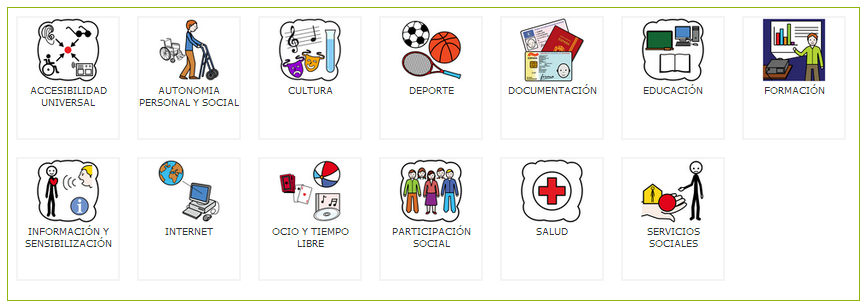 ACCESIBILIDAD
UNIVERSAL
AUTONOMIA
PERSONAL Y SOCIAL
CULTURA
DEPORTE
DOCUMENTACIÓN
EDUCACIÓN
FORMACIÓN
INFORMACIÓN Y
SENSIBILIZACIÓN
INTERNET
OCIO Y TIEMPO
LIBRE
PARTICIPACIÓN
SOCIAL
SALUD
SERVICIOS
SOCIALES